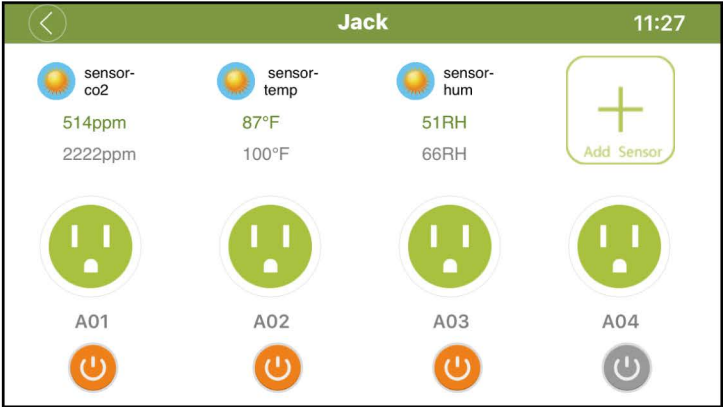 Jack
11:27
sensor-
co2
sensor-
temp
sensor-
hum
514ppm
87°F
51RH
2222ppm
100°F
66RH
Add Sensor
A01
A02
A03
A04